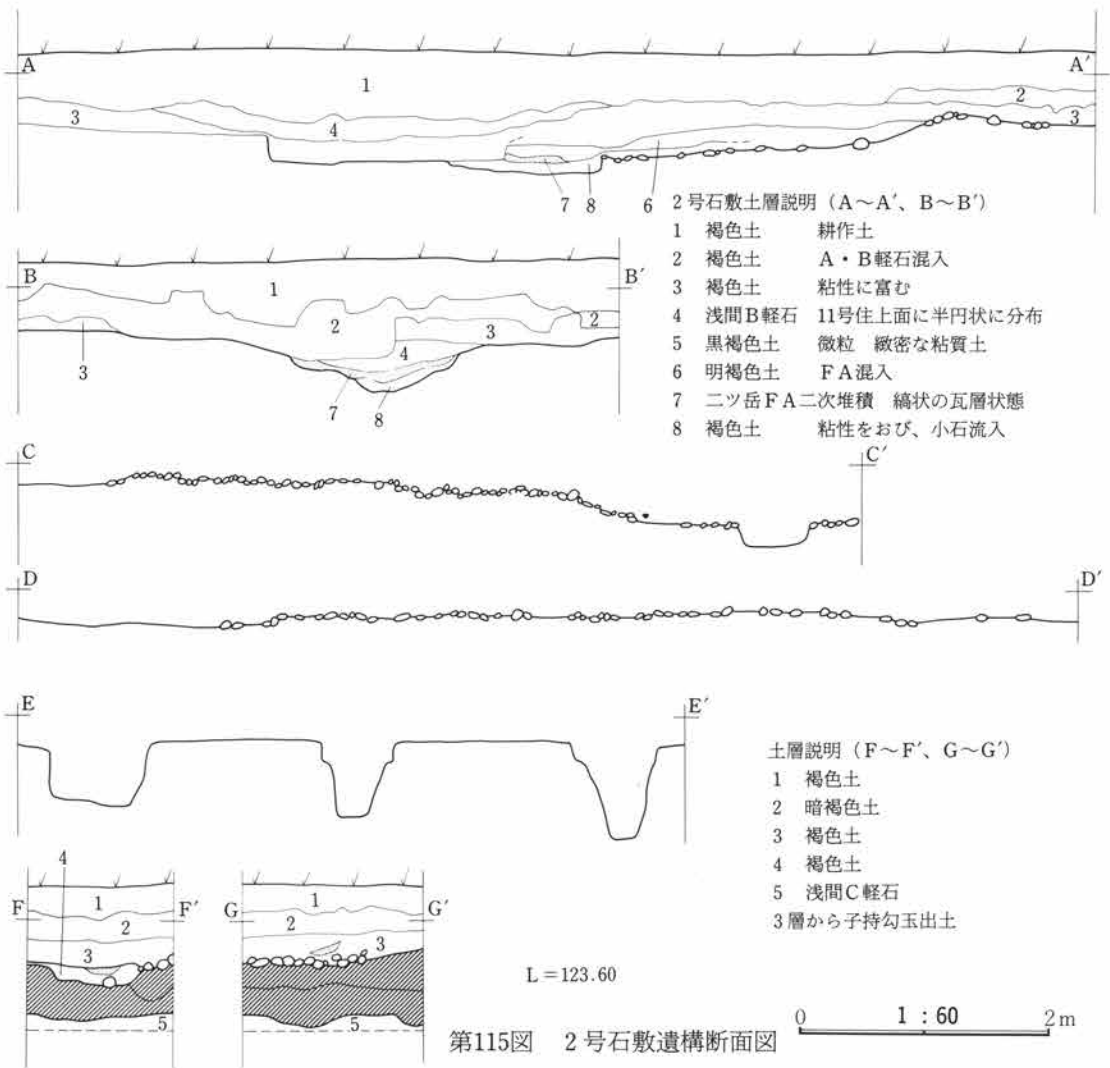 A
A′
1
2
3
3
4
7
8
6
2号石敷土層説明（A～A′、B～B′）
1 褐色土 耕作土
2 褐色土 A・B軽石混入
3 褐色土 粘性に富む
4 浅間B軽石 11号住上面に半円状に分布
5 黒褐色土 微粒 緻密な粘質土
6 明褐色土 FA混入
7 二ツ岳FA二次堆積 縞状の瓦層状態
8 褐色土 粘性をおび、小石流入
B
B′
1
2
2
3
3
4
7
8
C
C′
D
D′
E
E′
土層説明（F～F′、G～G′）
1 褐色土
2 暗褐色土
3 褐色土
4 褐色土
5 浅間C軽石
3層から子持勾玉出土
4
F
F′
1
2
3
5
G
G′
1
2
3
5
L＝123.60
第115図 2号石敷遺構断面図
0 1：60 2m